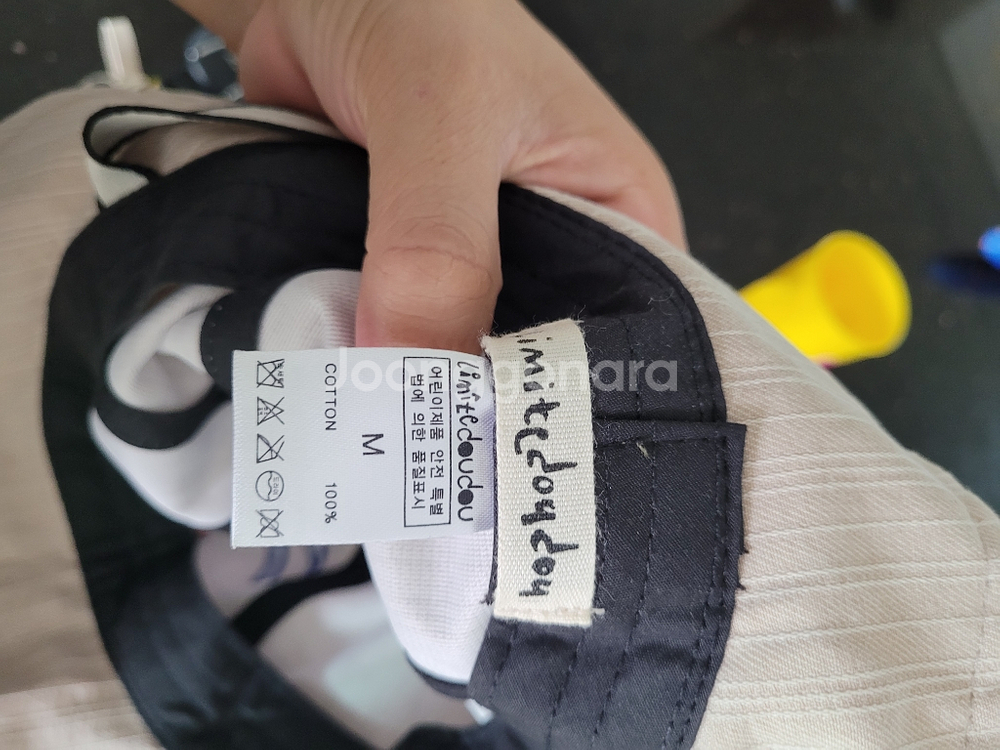 limitedoudou
어린이제품 안전 특별
법에 의한 품질표시
M
COTTON 100%
limitedoudou
Joonggonara